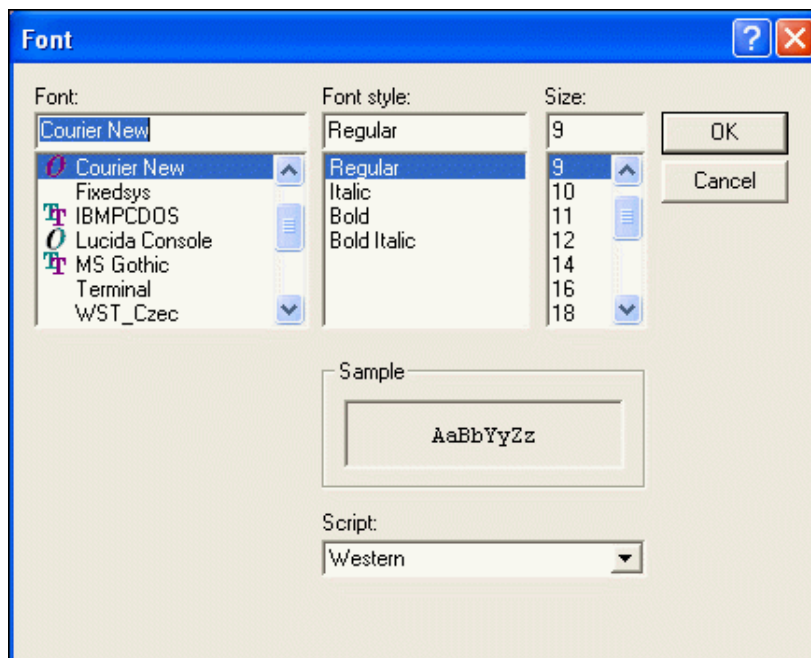 Font
Font: Font style: Size:
Courier New Regular 9 OK
Courier New Regular 9 Cancel
Fixedsys Italic 10
IBMPCDOS Bold 11
Lucida Console Bold Italic 12
MS Gothic 14
Terminal 16
WST_Czec 18
Sample
AaBbYyZz
Script:
Western